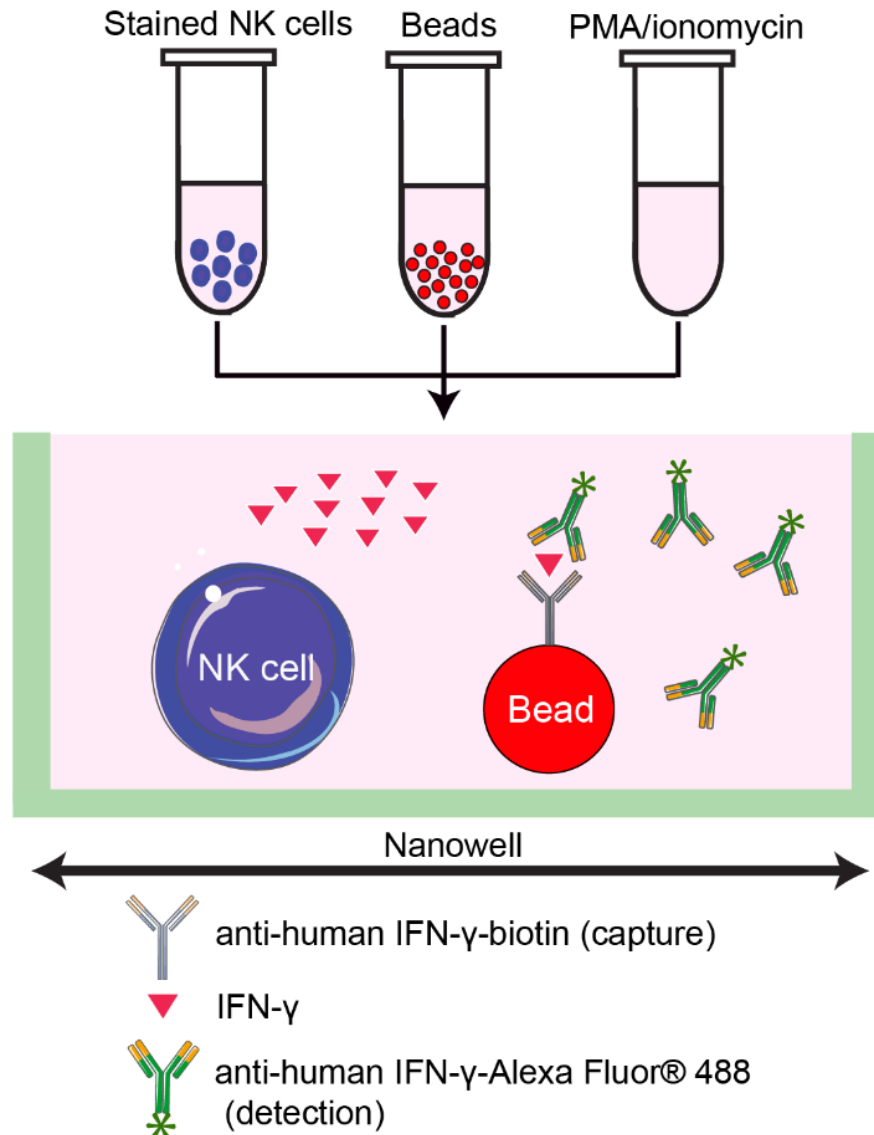 Stained NK cells Beads PMA/ionomycin
NK cell
Bead
Nanowell
anti-human IFN-γ-biotin (capture)
IFN-γ
anti-human IFN-γ-Alexa Fluor® 488
(detection)